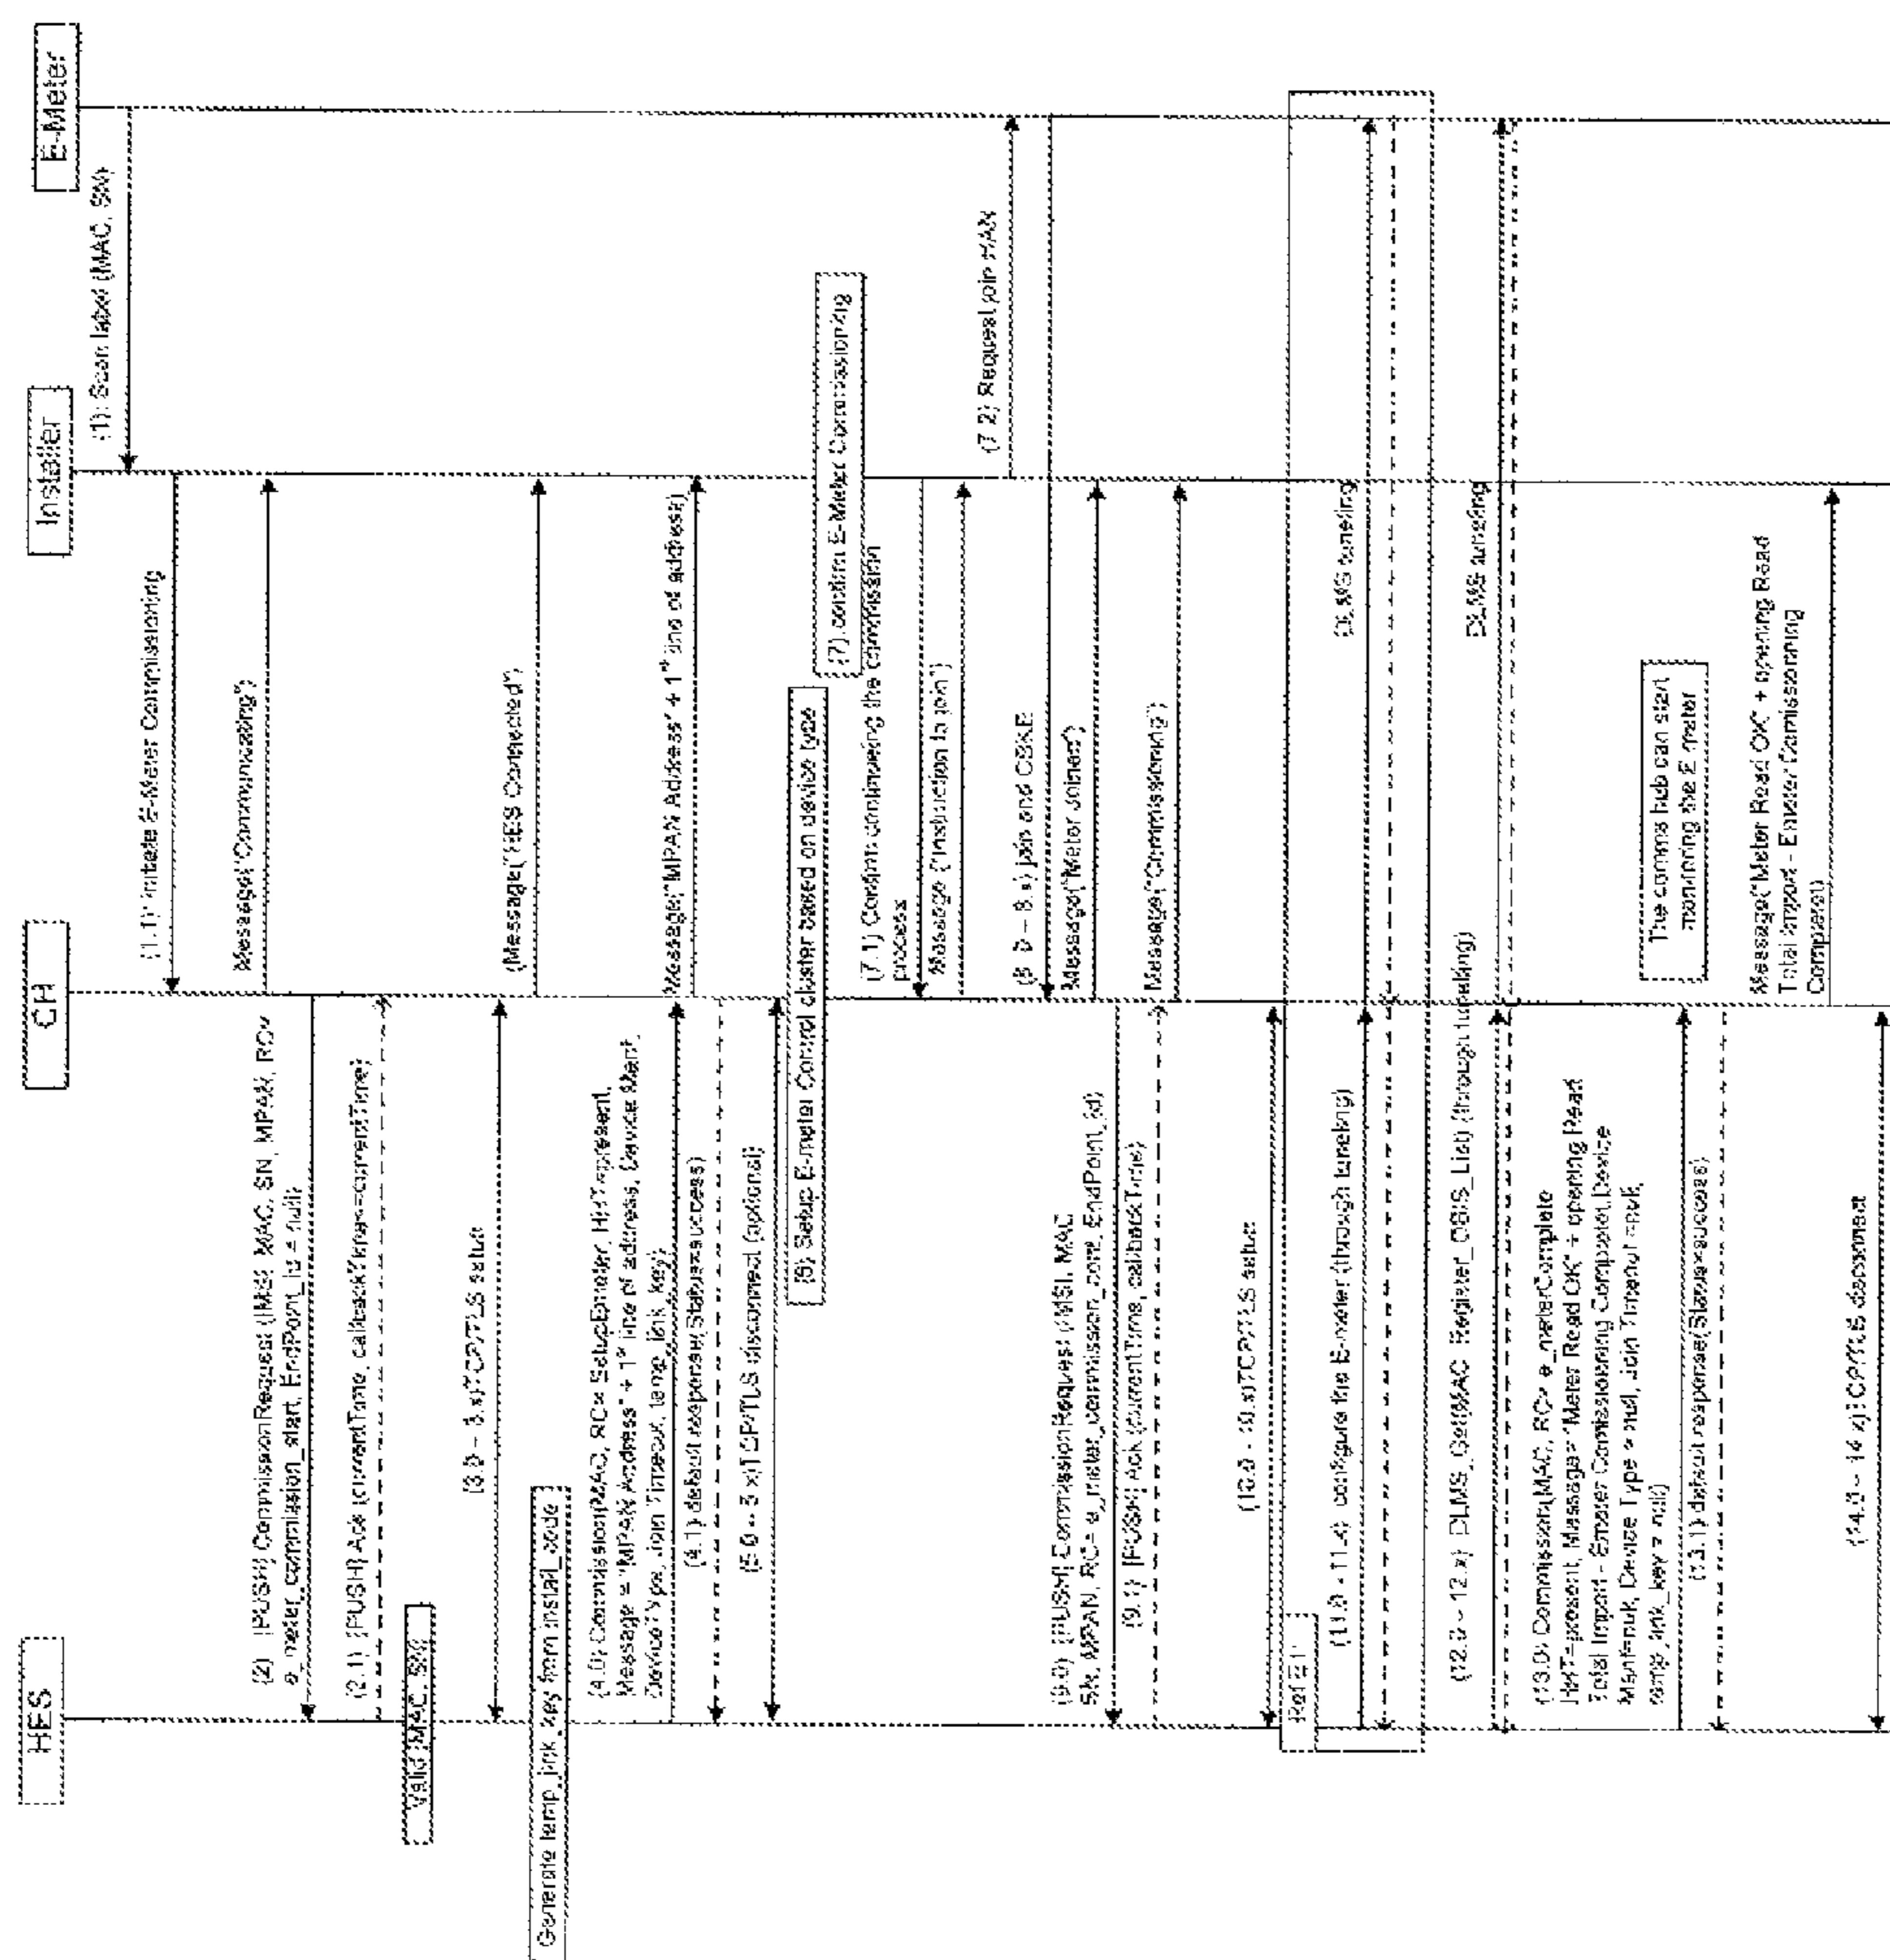 HES
CH
Installer
E-Meter
(1): Scan label (MAC, SN)
(1.1): Initiate E-Meter Commissioning
Message("Communicating")
(2) [PUSH] CommissionRequest (IMSI, MAC, SN, MPAN, RC=
e_meter_commission_start, EndPoint_id = null)
(2.1) [PUSH] Ack (currentTime, callbackTime=currentTime)
Valid MAC, SN
(3.0 – 3.x)TCP/TLS setup
(Message("HES Connected")
Generate temp_link_key from install_code
(4.0) Commission(MAC, RC= SetupEmeter, HHT=present,
Message = "MPAN Address" + 1st line of address, Device Manf,
DeviceType, Join Timeout, temp_link_key)
Message("MPAN Address" + 1st line of address)
(4.1) default response(Status=success)
(5.0 – 5.x)TCP/TLS disconnect (optional)
(6) Setup E-meter Control cluster based on device type
(7) confirm E-Meter Commissioning
(7.1) Confirm continueing the commission
process
Message ("Instruction to join")
(7.2) Request join HAN
(8.0 – 8.x) join and CBKE
Message("Meter Joined")
(9.0) [PUSH] CommissionRequest (IMSI, MAC,
SN, MPAN, RC= e_meter_commission_cont, EndPoint_id)
Message("Commissioning")
(9.1) [PUSH] Ack (currentTime, callbackTime)
(10.0 - 10.x)TCP/TLS setup
Ref
(11.0 - 11.4) configure the E-meter (through tunneling)
DLMS tunneling
(12.0 - 12.x) DLMS_Get(MAC, Register_OBIS_List) (through tunneling)
DLMS tunneling
(13.0) Commission(MAC, RC= e_meterComplete
HHT=present, Message= "Meter Read OK" + opening Read
Total Import - Emeter Comissioning Complete,Device
Manf=null, Device Type = null, Join Timeout =null,
temp_link_key = null)
The comms hub can start
monitoring the E meter
(13.1) default response(Status=success)
Message("Meter Read OK" + opening Read
Total Import - Emeter Comissioning
Complete)
(14.0 – 14.x)TCP/TLS disconnect